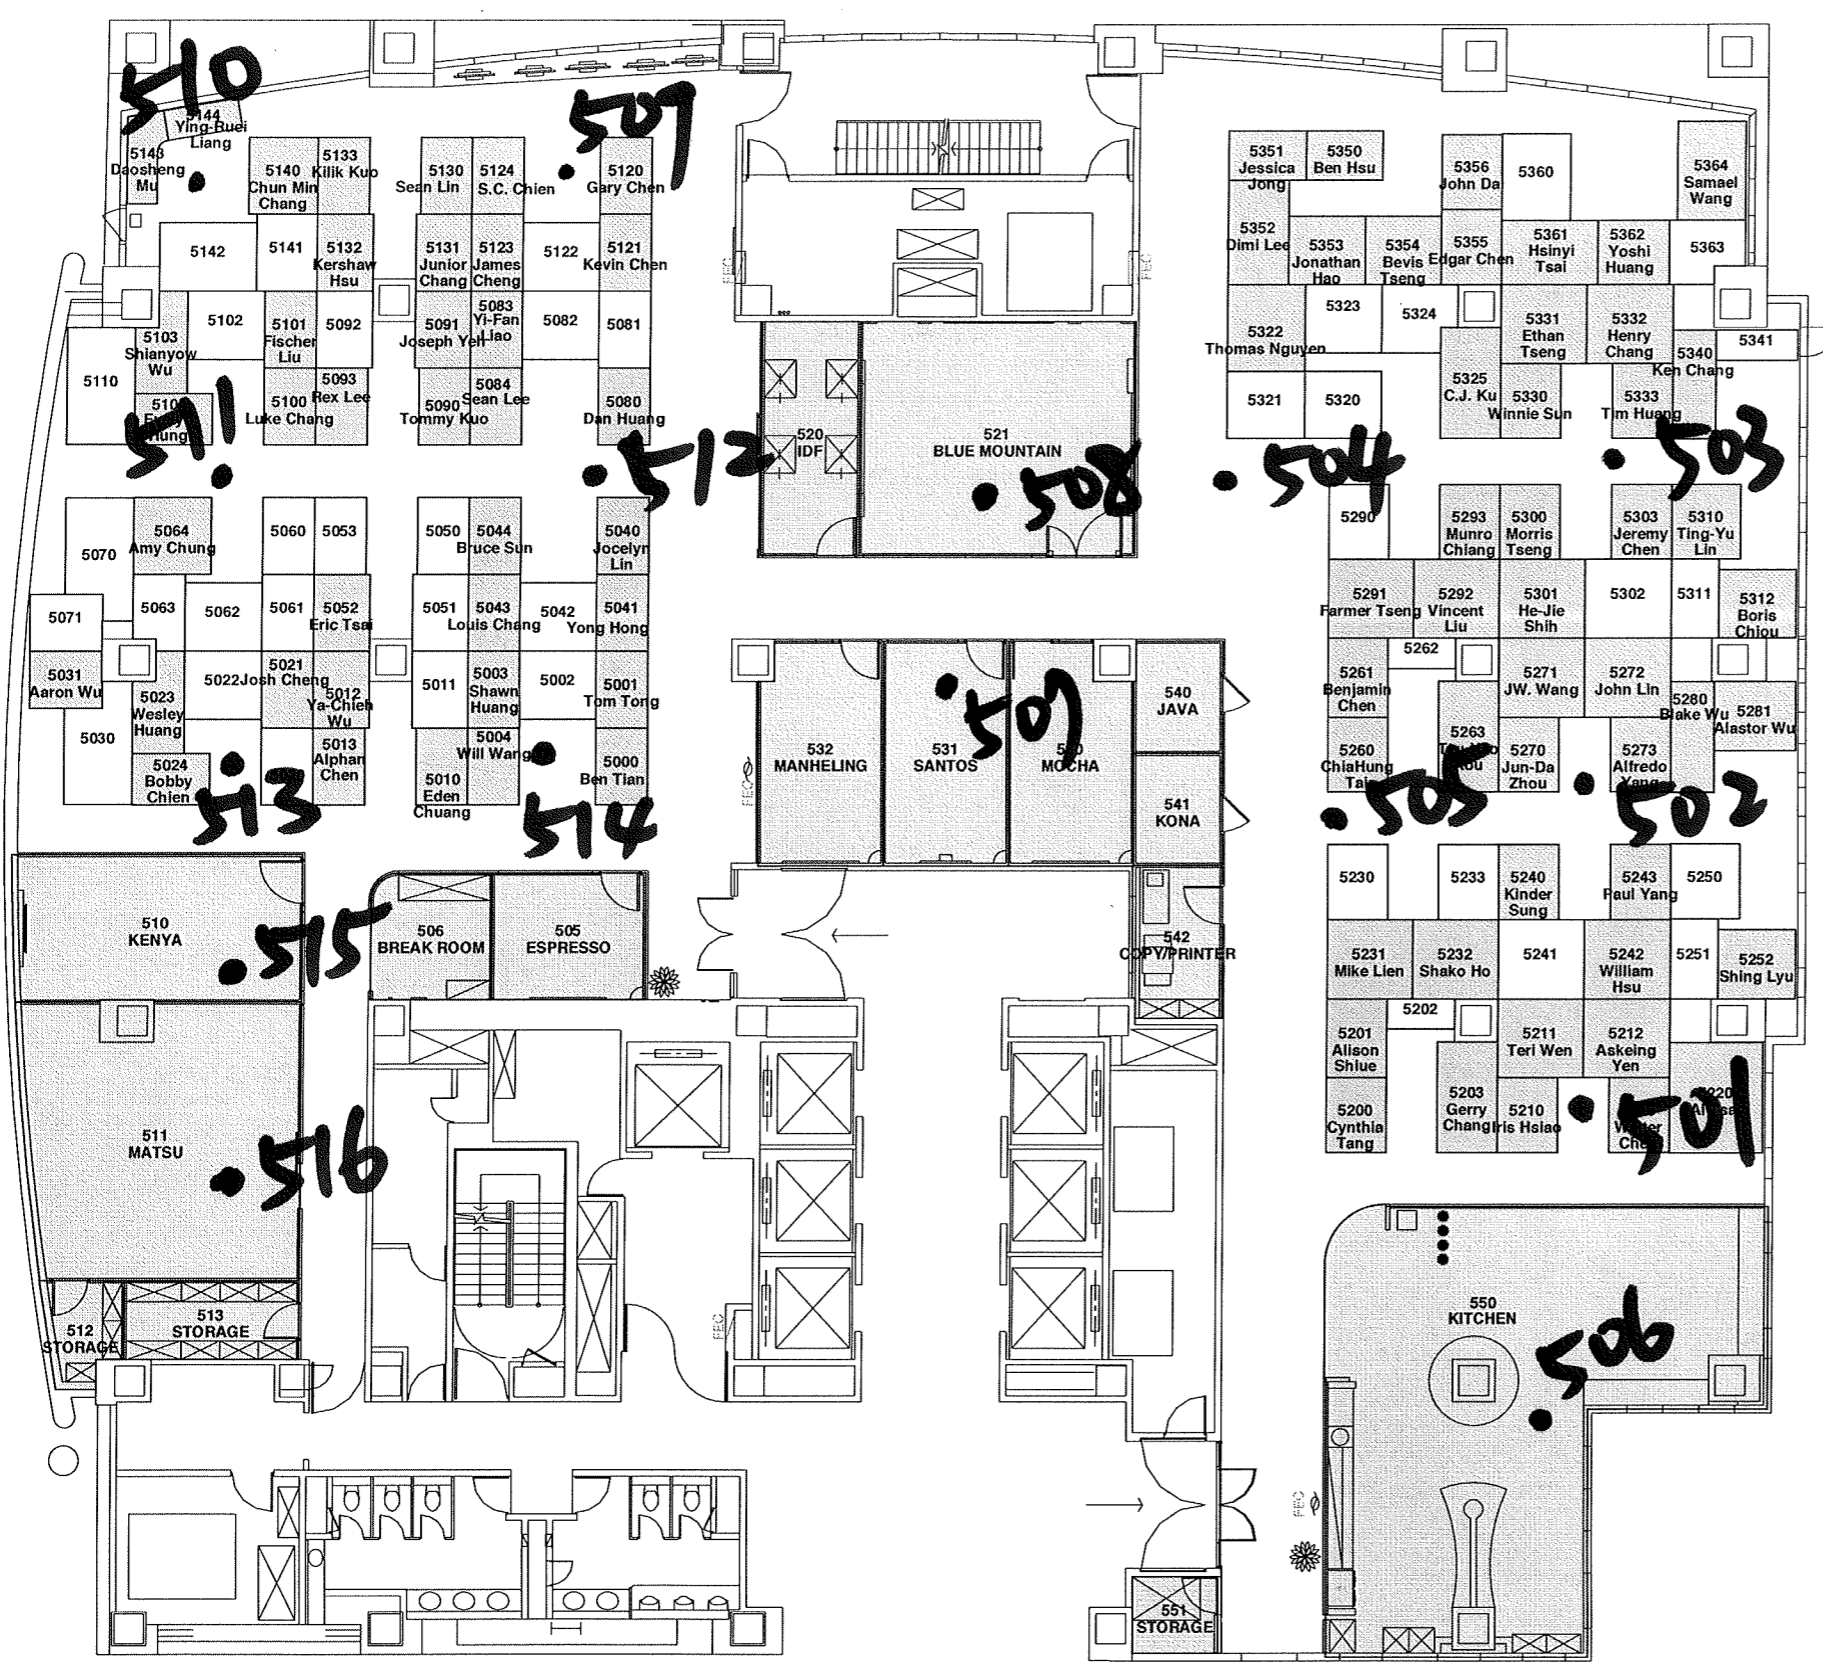 510
5144
Ying-Ruei
Liang
5143
Daosheng
Mu
5140
Chun Min
Chang
5133
Kilik Kuo
5130
Sean Lin
5124
S.C. Chien
509
5120
Gary Chen
5142
5141
5132
Kershaw
Hsu
5131
Junior
Chang
5123
James
Cheng
5122
5121
Kevin Chen
5110
5103
Shianyow
Wu
5102
5101
Fischer
Liu
5092
5091
Joseph Yeh
5083
Yi-Fan
Liao
5082
5081
5100
Luke Chang
5093
Rex Lee
5090
Tommy Kuo
5084
Sean Lee
5080
Dan Huang
511
512
FEC
FEC
520
IDF
521
BLUE MOUNTAIN
508
5351
Jessica
Jong
5350
Ben Hsu
5356
John Da
5360
5364
Samael
Wang
5352
Dimi Lee
5353
Jonathan
Hao
5354
Bevis
Tseng
5355
Edgar Chen
5361
Hsinyi
Tsai
5362
Yoshi
Huang
5363
5322
Thomas Nguyen
5323
5324
5331
Ethan
Tseng
5332
Henry
Chang
5340
Ken Chang
5341
5321
5320
5325
C.J. Ku
5330
Winnie Sun
5333
Tim Huang
504
503
5070
5064
Amy Chung
5060
5053
5050
5044
Bruce Sun
5040
Jocelyn
Lin
5071
5063
5062
5061
5052
Eric Tsai
5051
5043
Louis Chang
5042
5041
Yong Hong
5031
Aaron Wu
5023
Wesley
Huang
5022
5021
Josh Cheng
5012
Ya-Chieh
Wu
5011
5003
Shawn
Huang
5002
5001
Tom Tong
5030
5024
Bobby
Chien
5013
Alphan
Chen
5010
Eden
Chuang
5004
Will Wang
5000
Ben Tian
513
514
5290
5293
Munro
Chiang
5300
Morris
Tseng
5303
Jeremy
Chen
5310
Ting-Yu
Lin
5291
Farmer Tseng
5292
Vincent
Liu
5301
He-Jie
Shih
5302
5311
5312
Boris
Chiou
5261
Benjamin
Chen
5262
5271
JW. Wang
5272
John Lin
5280
Blake Wu
5281
Alastor Wu
5260
ChiaHung
Tai
5263
5270
Jun-Da
Zhou
5273
Alfredo
Yang
505
502
532
MANHELING
531
SANTOS
507
MOCHA
540
JAVA
541
KONA
FEC
510
KENYA
515
506
BREAK ROOM
505
ESPRESSO
542
COPY/PRINTER
5230
5233
5240
Kinder
Sung
5243
Paul Yang
5250
5231
Mike Lien
5232
Shako Ho
5241
5242
William
Hsu
5251
5252
Shing Lyu
5201
Alison
Shlue
5202
5211
Teri Wen
5212
Askeing
Yen
5200
Cynthia
Tang
5203
Gerry
Chang
5210
Iris Hsiao
5220
501
511
MATSU
516
512
STORAGE
513
STORAGE
FEC
550
KITCHEN
506
FEC
551
STORAGE